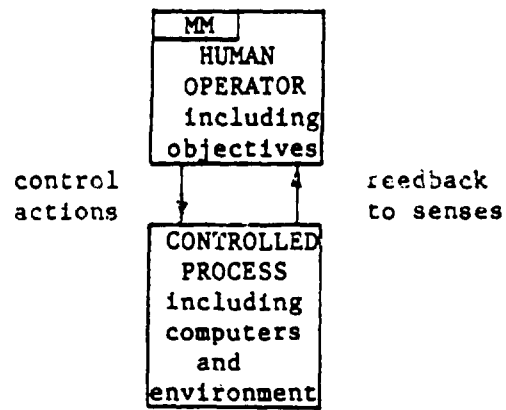 MM
HUMAN
OPERATOR
including
objectives
control
actions
feedback
to senses
CONTROLLED
PROCESS
including
computers
and
environment